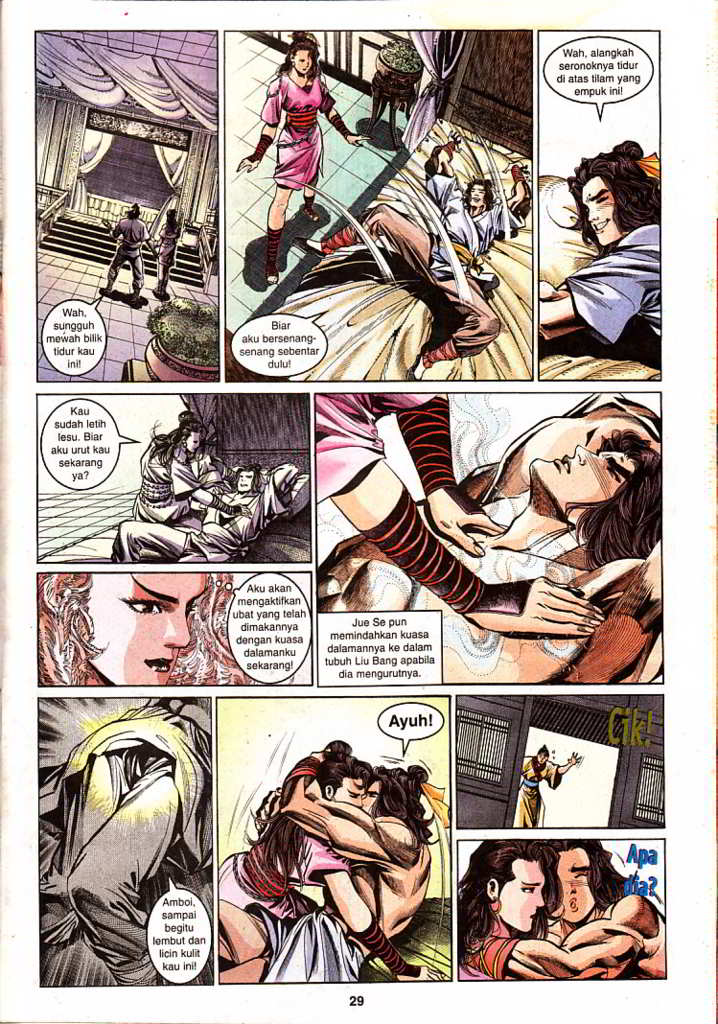 Wah,
sungguh
mewah bilik
tidur kau
ini!
Biar
aku bersenang-
senang sebentar
dulu!
Wah, alangkah
seronoknya tidur
di atas tilam yang
empuk ini!
Kau
sudah letih
lesu. Biar
aku urut kau
sekarang
ya?
Aku akan
mengaktifkan
ubat yang telah
dimakannya
dengan kuasa
dalamanku
sekarang!
Jue Se pun
memindahkan kuasa
dalamannya ke dalam
tubuh Liu Bang apabila
dia mengurutnya.
Amboi,
sampai
begitu
lembut dan
licin kulit
kau ini!
Ayuh!
Cik!
Apa
dia?
29